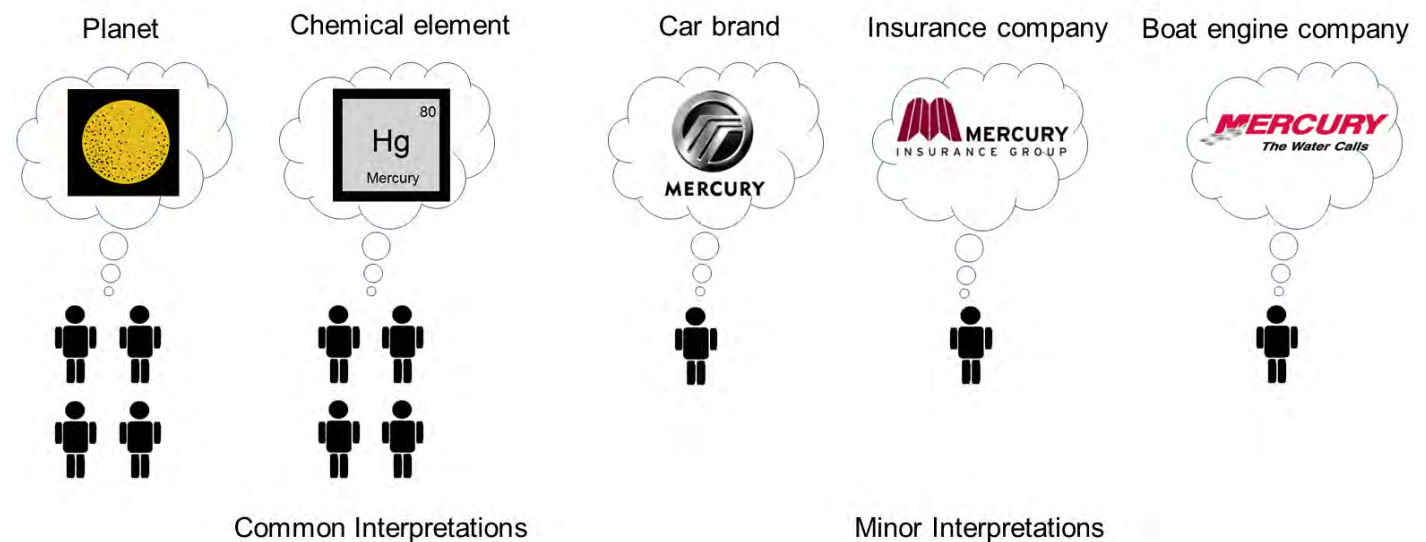 Planet
Chemical element
Car brand
Insurance company
Boat engine company
80
Hg
Mercury
MERCURY
MERCURY
INSURANCE GROUP
MERCURY
The Water Calls
Common Interpretations
Minor Interpretations